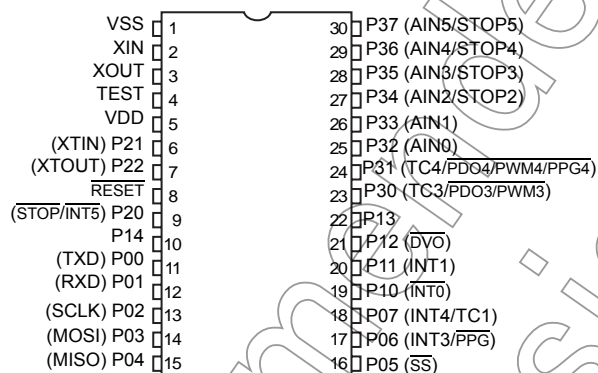 VSS 1 30 P37 (AIN5/STOP5)
XIN 2 29 P36 (AIN4/STOP4)
XOUT 3 28 P35 (AIN3/STOP3)
TEST 4 27 P34 (AIN2/STOP2)
VDD 5 26 P33 (AIN1)
(XTIN) P21 6 25 P32 (AIN0)
(XTOUT) P22 7 24 P31 (TC4/PDO4/PWM4/PPG4)
RESET 8 23 P30 (TC3/PDO3/PWM3)
(STOP/INT5) P20 9 22 P13
P14 10 21 P12 (DVO)
(TXD) P00 11 20 P11 (INT1)
(RXD) P01 12 19 P10 (INT0)
(SCLK) P02 13 18 P07 (INT4/TC1)
(MOSI) P03 14 17 P06 (INT3/PPG)
(MISO) P04 15 16 P05 (SS)